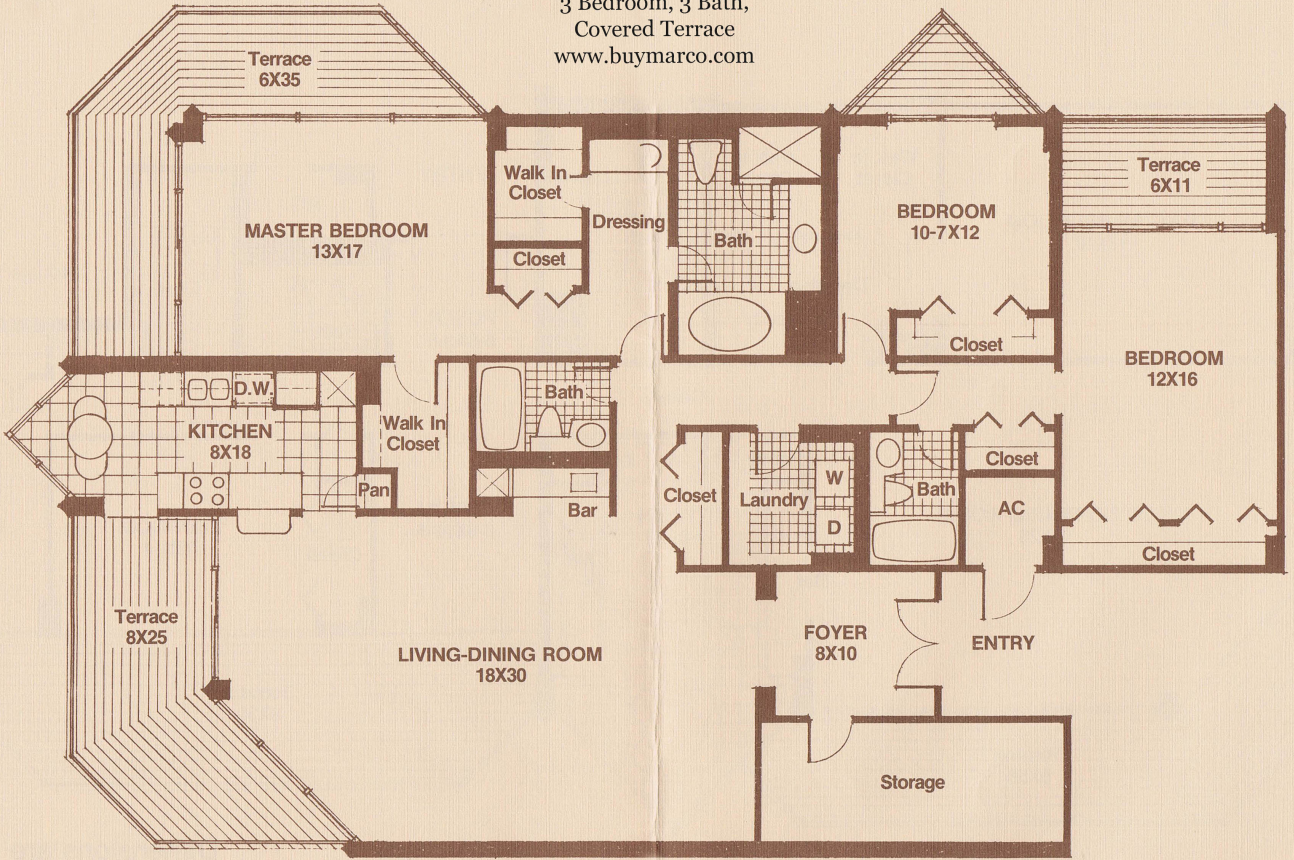 3 Bedroom, 3 Bath,
Covered Terrace
www.buymarco.com
Terrace
6X35
MASTER BEDROOM
13X17
Walk In
Closet
Closet
Dressing
Bath
BEDROOM
10-7X12
Closet
Terrace
6X11
BEDROOM
12X16
Closet
D.W.
KITCHEN
8X18
Pan
Walk In
Closet
Bath
Bar
Closet
Laundry
W
D
Bath
Closet
AC
Terrace
8X25
LIVING-DINING ROOM
18X30
FOYER
8X10
ENTRY
Storage